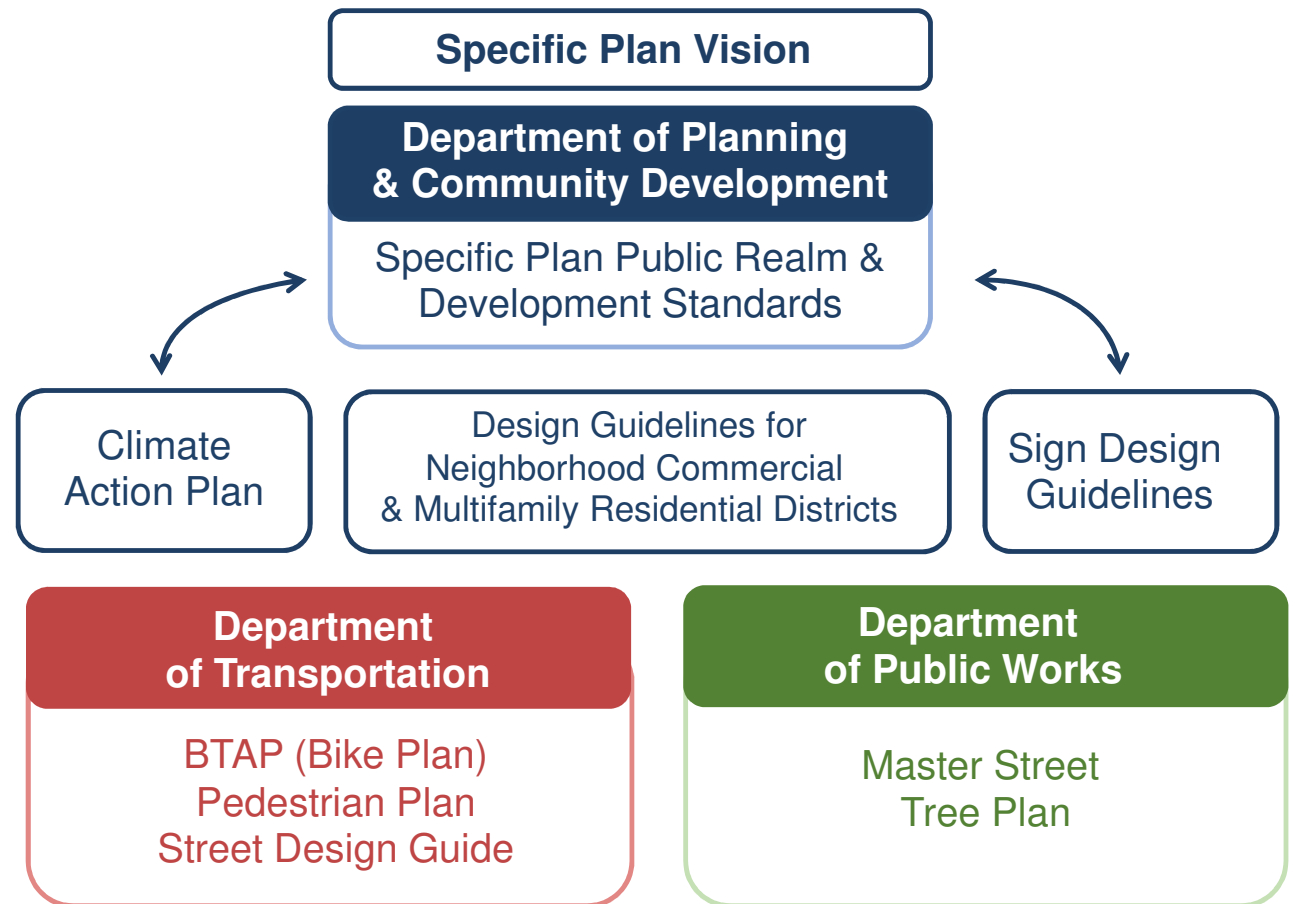 Specific Plan Vision
Department of Planning
& Community Development
Specific Plan Public Realm &
Development Standards
Climate
Action Plan
Design Guidelines for
Neighborhood Commercial
& Multifamily Residential Districts
Sign Design
Guidelines
Department
of Transportation
BTAP (Bike Plan)
Pedestrian Plan
Street Design Guide
Department
of Public Works
Master Street
Tree Plan